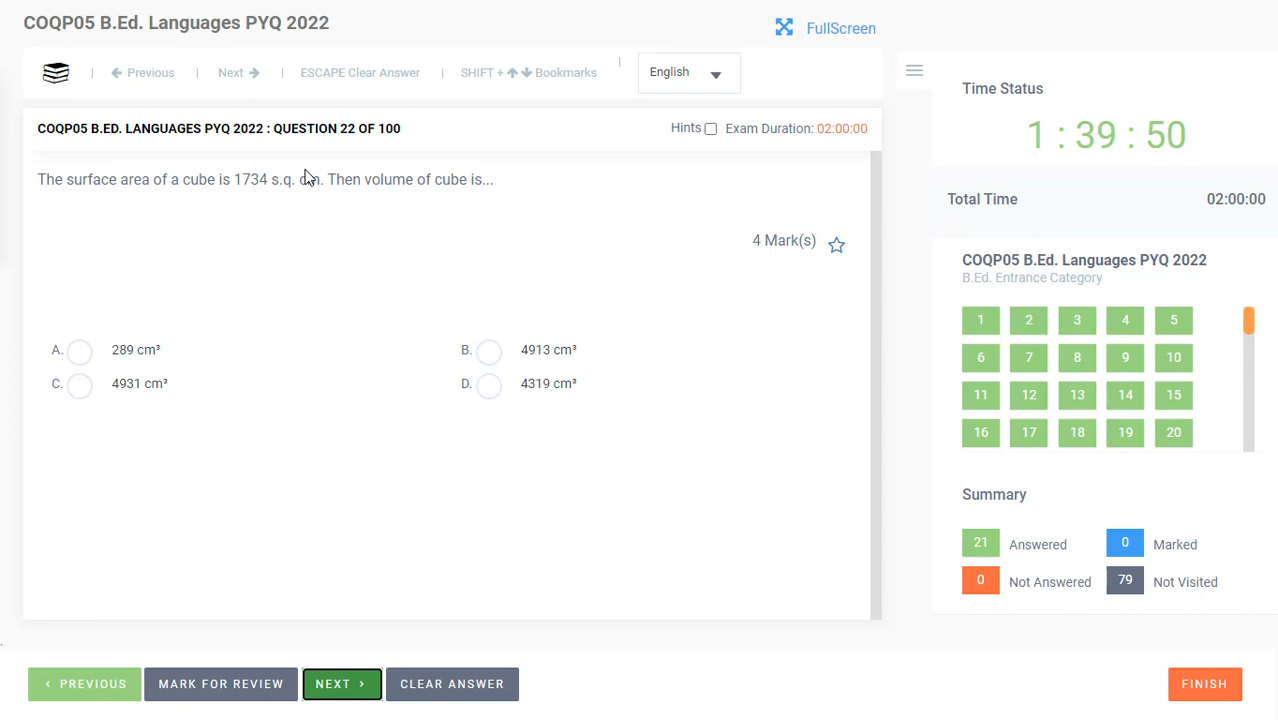 COQP05 B.Ed. Languages PYQ 2022
FullScreen
Previous | Next | ESCAPE Clear Answer | SHIFT + Bookmarks | English
COQP05 B.ED. LANGUAGES PYQ 2022 : QUESTION 22 OF 100
Hints Exam Duration: 02:00:00
The surface area of a cube is 1734 s.q. cm. Then volume of cube is...
4 Mark(s)
A. 289 cm³
B. 4913 cm³
C. 4931 cm³
D. 4319 cm³
Time Status
1 : 39 : 50
Total Time 02:00:00
COQP05 B.Ed. Languages PYQ 2022
B.Ed. Entrance Category
1 2 3 4 5
6 7 8 9 10
11 12 13 14 15
16 17 18 19 20
Summary
21 Answered 0 Marked
0 Not Answered 79 Not Visited
PREVIOUS MARK FOR REVIEW NEXT CLEAR ANSWER FINISH